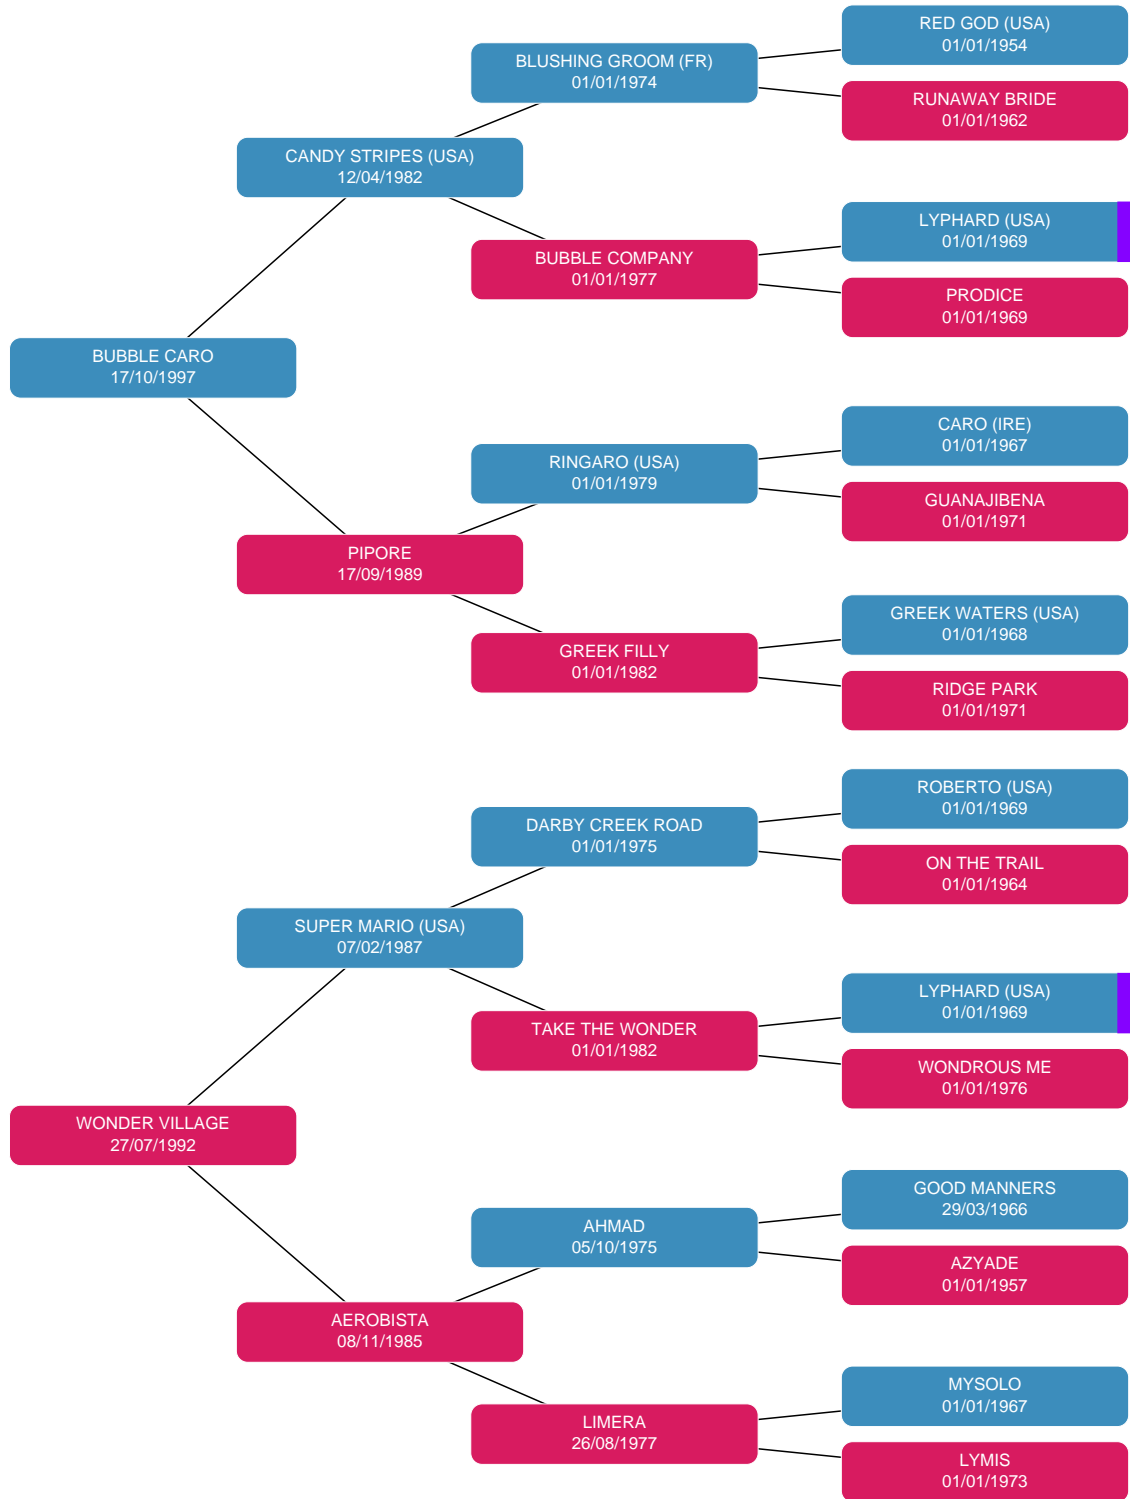 RED GOD (USA)
01/01/1954
BLUSHING GROOM (FR)
01/01/1974
RUNAWAY BRIDE
01/01/1962
CANDY STRIPES (USA)
12/04/1982
LYPHARD (USA)
01/01/1969
BUBBLE COMPANY
01/01/1977
PRODICE
01/01/1969
BUBBLE CARO
17/10/1997
CARO (IRE)
01/01/1967
RINGARO (USA)
01/01/1979
GUANAJIBENA
01/01/1971
PIPORE
17/09/1989
GREEK WATERS (USA)
01/01/1968
GREEK FILLY
01/01/1982
RIDGE PARK
01/01/1971
ROBERTO (USA)
01/01/1969
DARBY CREEK ROAD
01/01/1975
ON THE TRAIL
01/01/1964
SUPER MARIO (USA)
07/02/1987
LYPHARD (USA)
01/01/1969
TAKE THE WONDER
01/01/1982
WONDROUS ME
01/01/1976
WONDER VILLAGE
27/07/1992
GOOD MANNERS
29/03/1966
AHMAD
05/10/1975
AZYADE
01/01/1957
AEROBISTA
08/11/1985
MYSOLO
01/01/1967
LIMERA
26/08/1977
LYMIS
01/01/1973